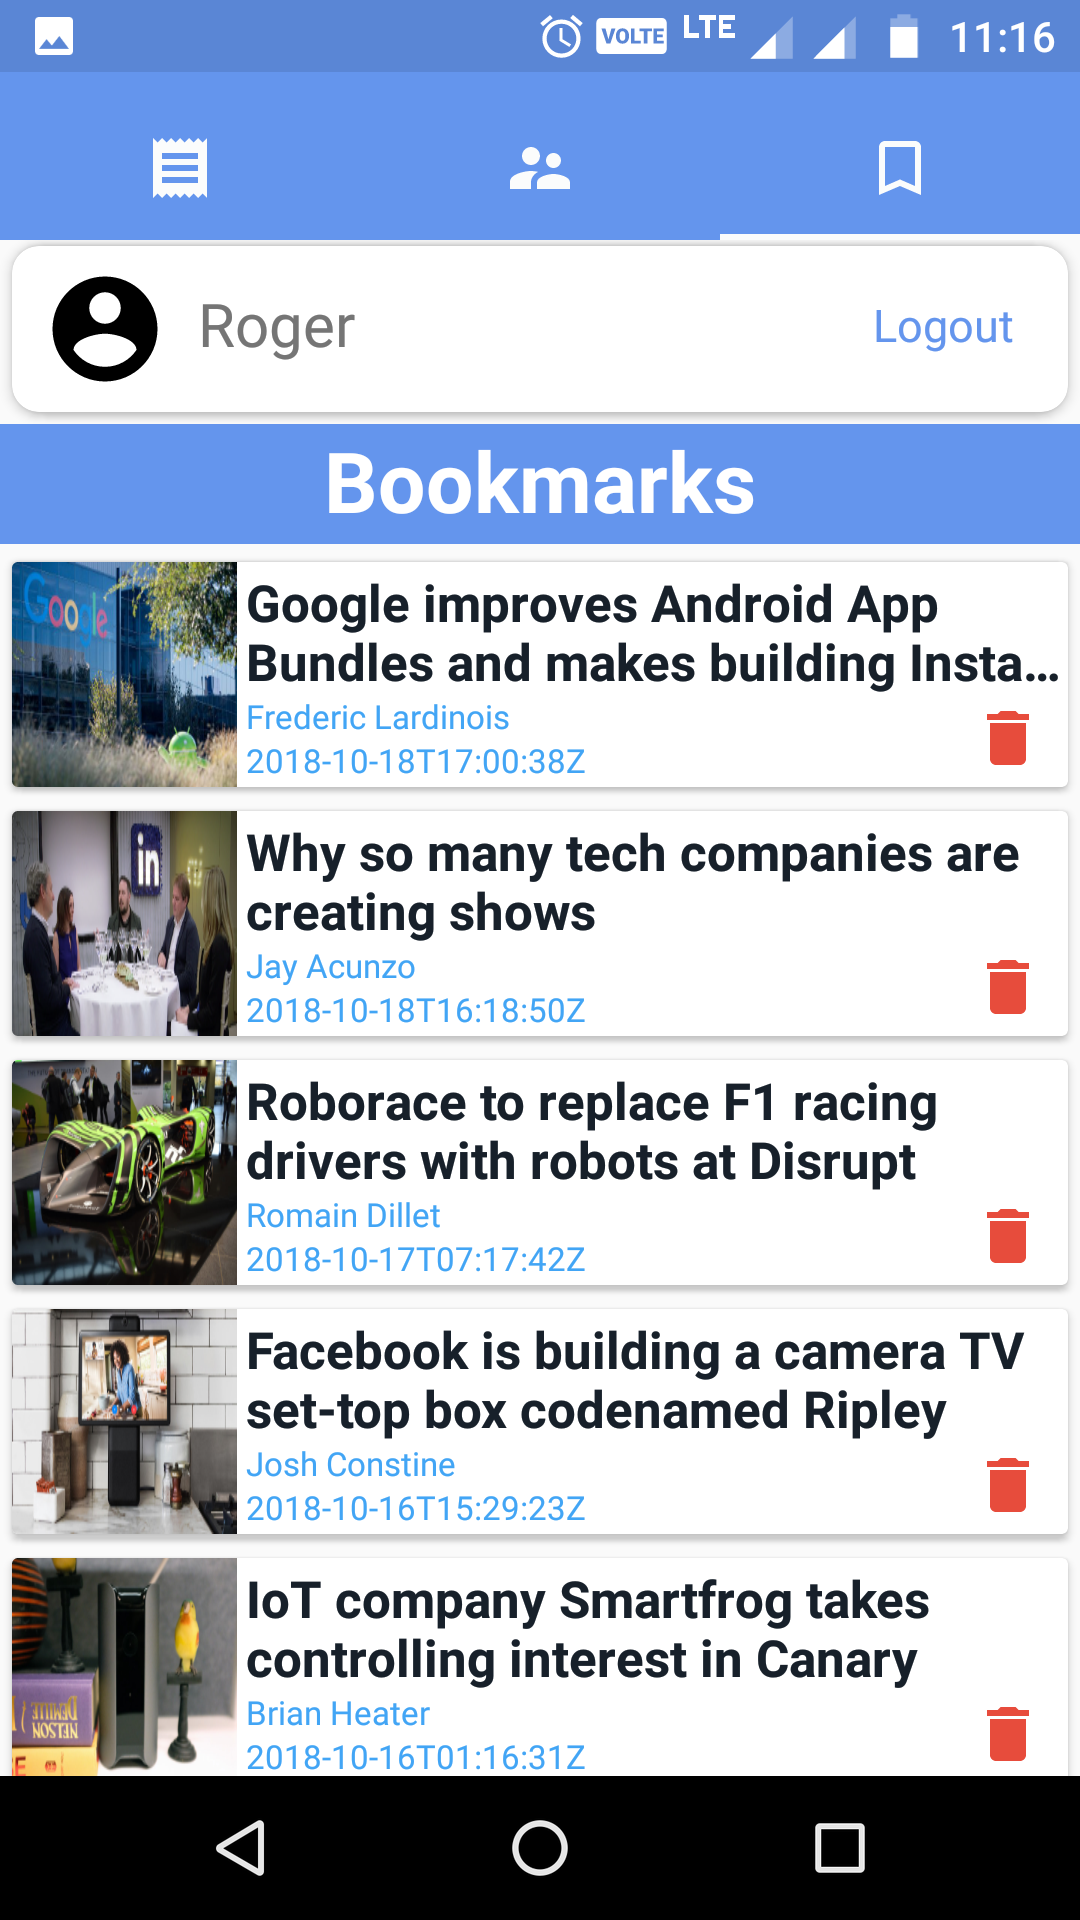 VOLTE LTE 11:16
Roger
Logout
Bookmarks
Google
Google improves Android App
Bundles and makes building Insta...
Frederic Lardinois
2018-10-18T17:00:38Z
in
Why so many tech companies are
creating shows
Jay Acunzo
2018-10-18T16:18:50Z
Roborace to replace F1 racing
drivers with robots at Disrupt
Romain Dillet
2018-10-17T07:17:42Z
Facebook is building a camera TV
set-top box codenamed Ripley
Josh Constine
2018-10-16T15:29:23Z
NELSON
DEMILLE
IoT company Smartfrog takes
controlling interest in Canary
Brian Heater
2018-10-16T01:16:31Z